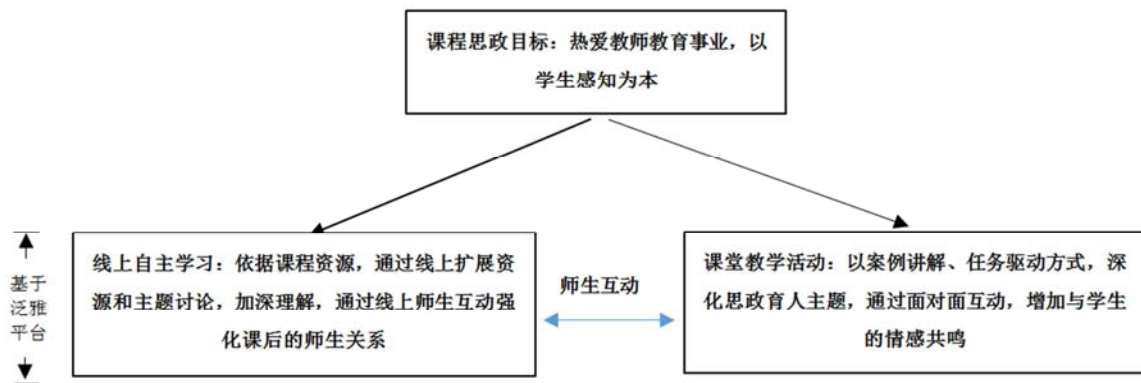 课程思政目标：热爱教师教育事业，以
学生感知为本
线上自主学习：依据课程资源，通过线上扩展资
源和主题讨论，加深理解，通过线上师生互动强
化课后的师生关系
师生互动
课堂教学活动：以案例讲解、任务驱动方式，深
化思政育人主题，通过面对面互动，增加与学生
的情感共鸣
基于
泛雅
平台